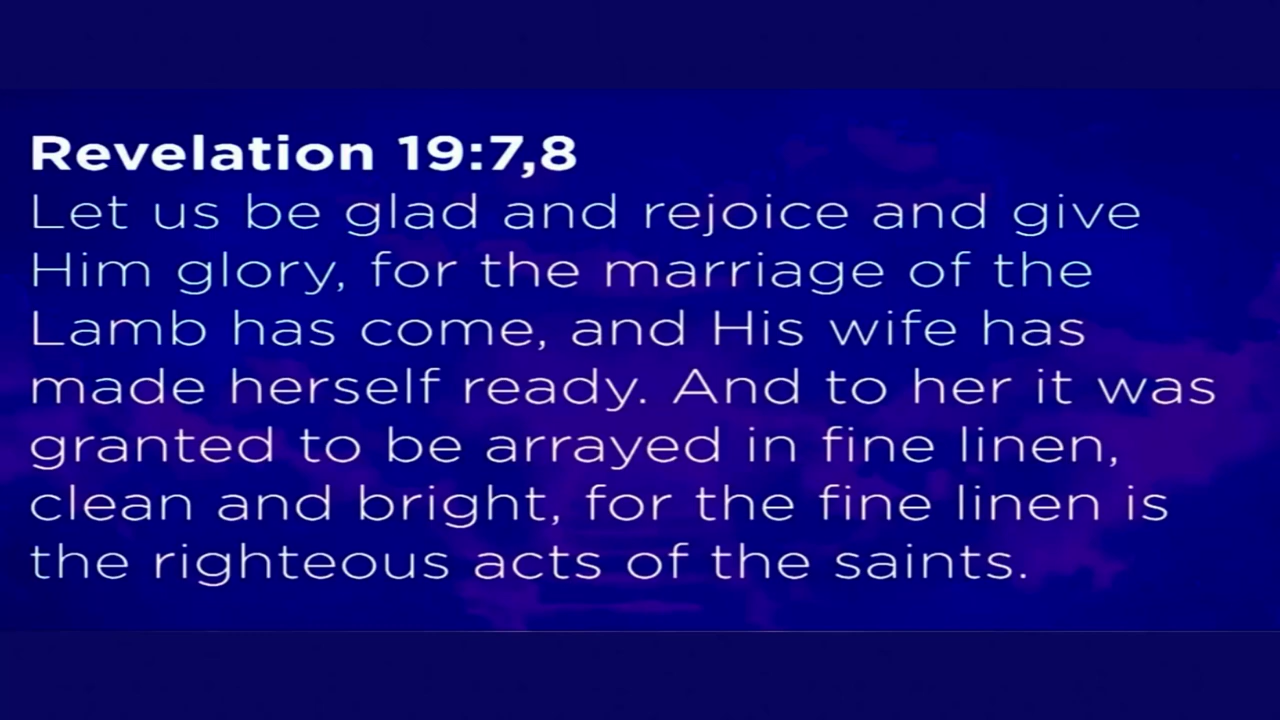 Revelation 19:7,8
Let us be glad and rejoice and give
Him glory, for the marriage of the
Lamb has come, and His wife has
made herself ready. And to her it was
granted to be arrayed in fine linen,
clean and bright, for the fine linen is
the righteous acts of the saints.